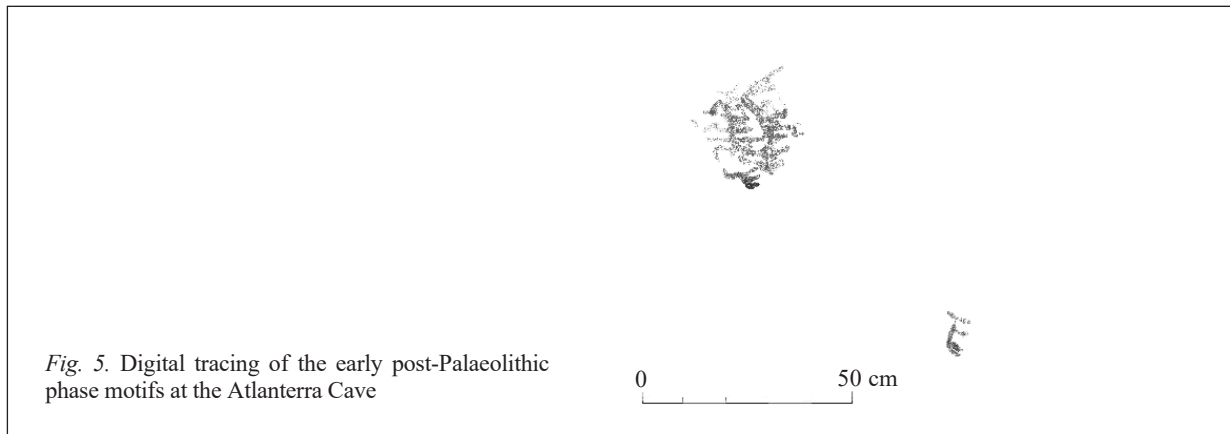 Fig. 5. Digital tracing of the early post-Palaeolithic
phase motifs at the Atlanterra Cave
0 50 cm